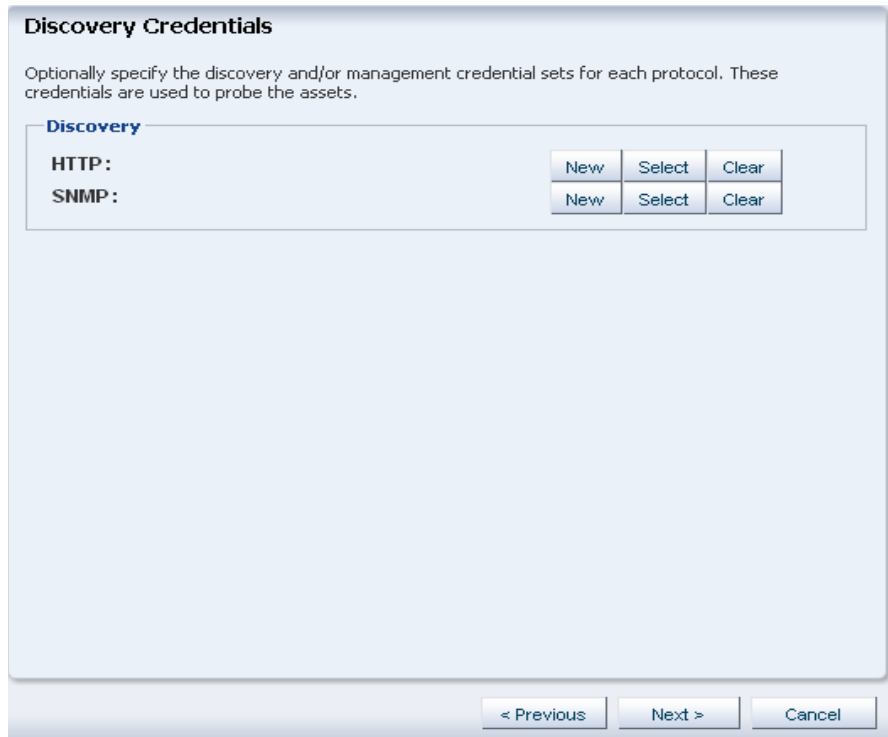 Discovery Credentials
Optionally specify the discovery and/or management credential sets for each protocol. These
credentials are used to probe the assets.
Discovery
HTTP: New Select Clear
SNMP: New Select Clear
< Previous Next > Cancel